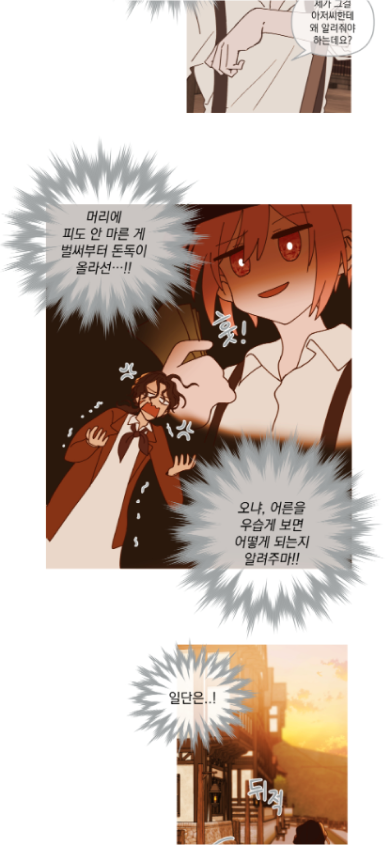 제가 그걸
아저씨한테
왜 알려줘야
하는데요?
머리에
피도 안 마른 게
벌써부터 돈독이
올라선…!!
훗!
오냐, 어른을
우습게 보면
어떻게 되는지
알려주마!!
일단은..!
뒤적